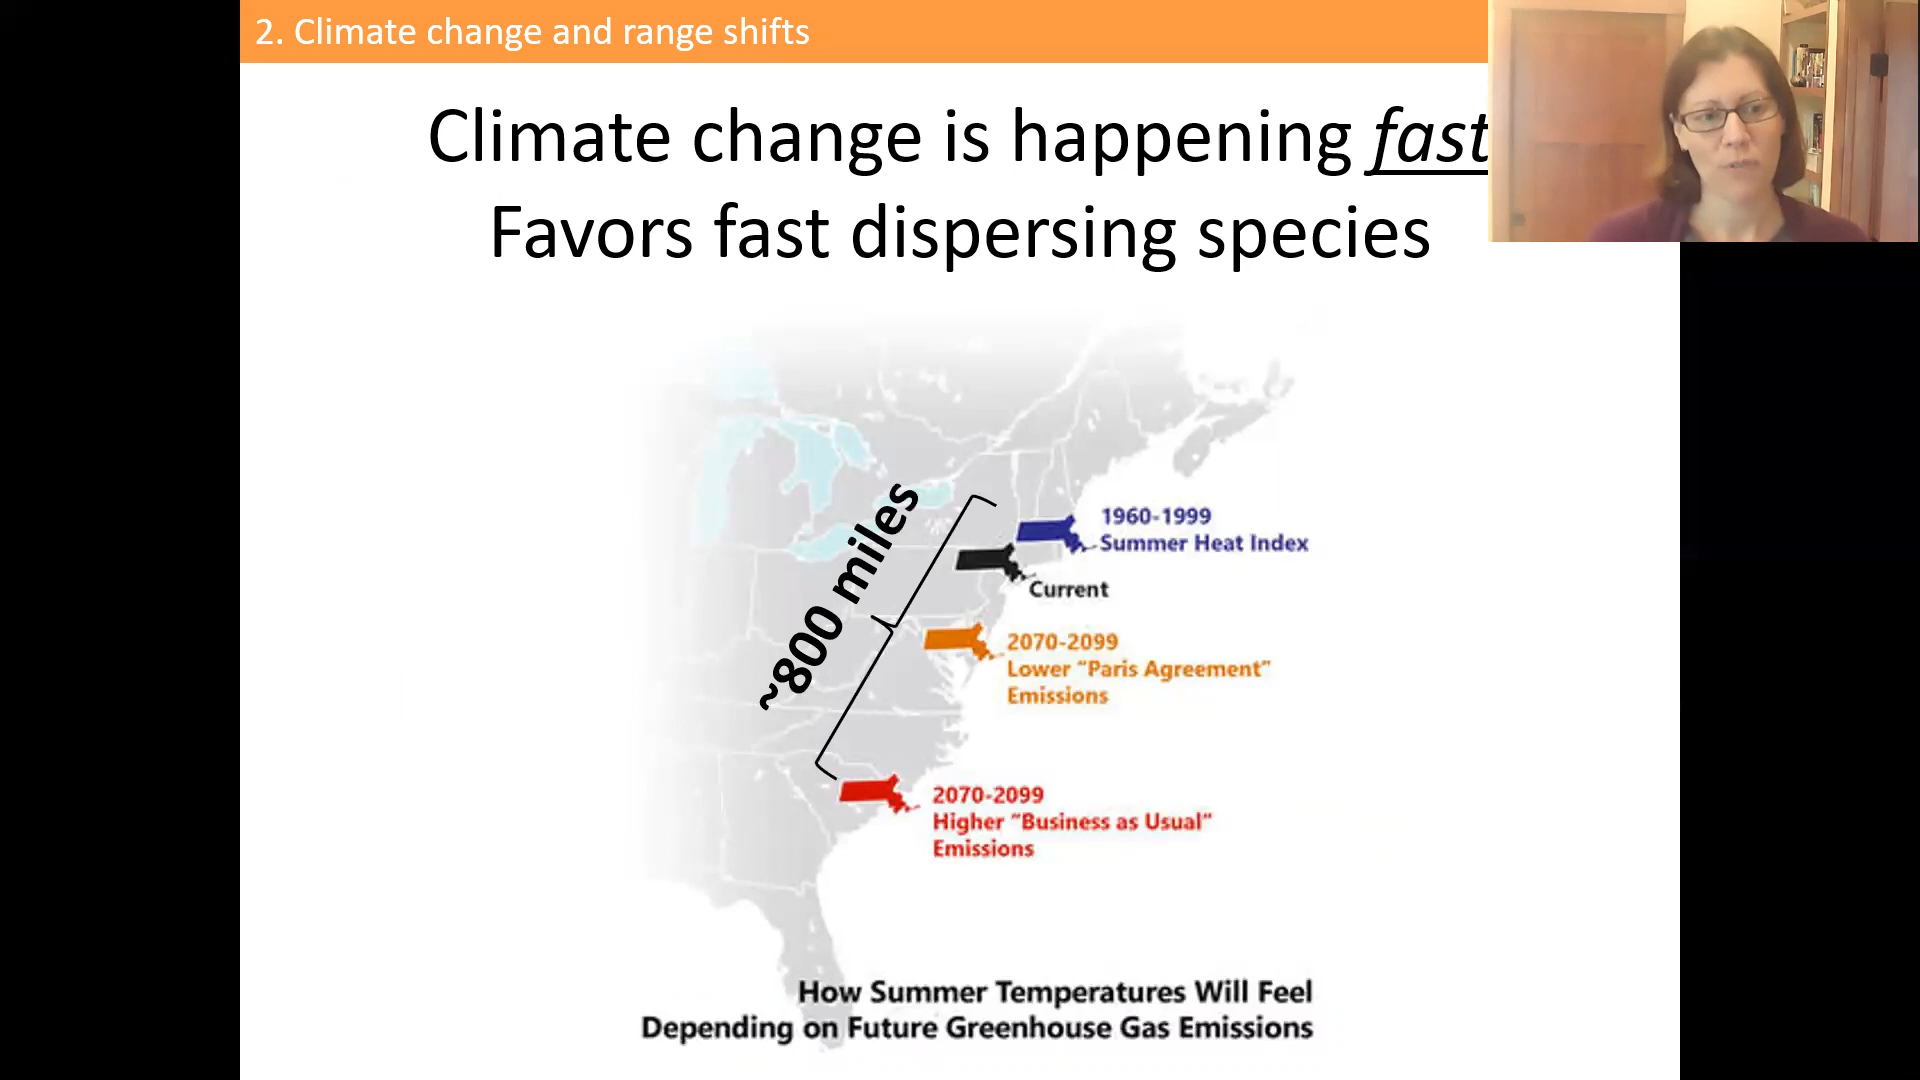 2. Climate change and range shifts
Climate change is happening fast
Favors fast dispersing species
~800 miles
1960-1999
Summer Heat Index
Current
2070-2099
Lower “Paris Agreement”
Emissions
2070-2099
Higher “Business as Usual”
Emissions
How Summer Temperatures Will Feel
Depending on Future Greenhouse Gas Emissions